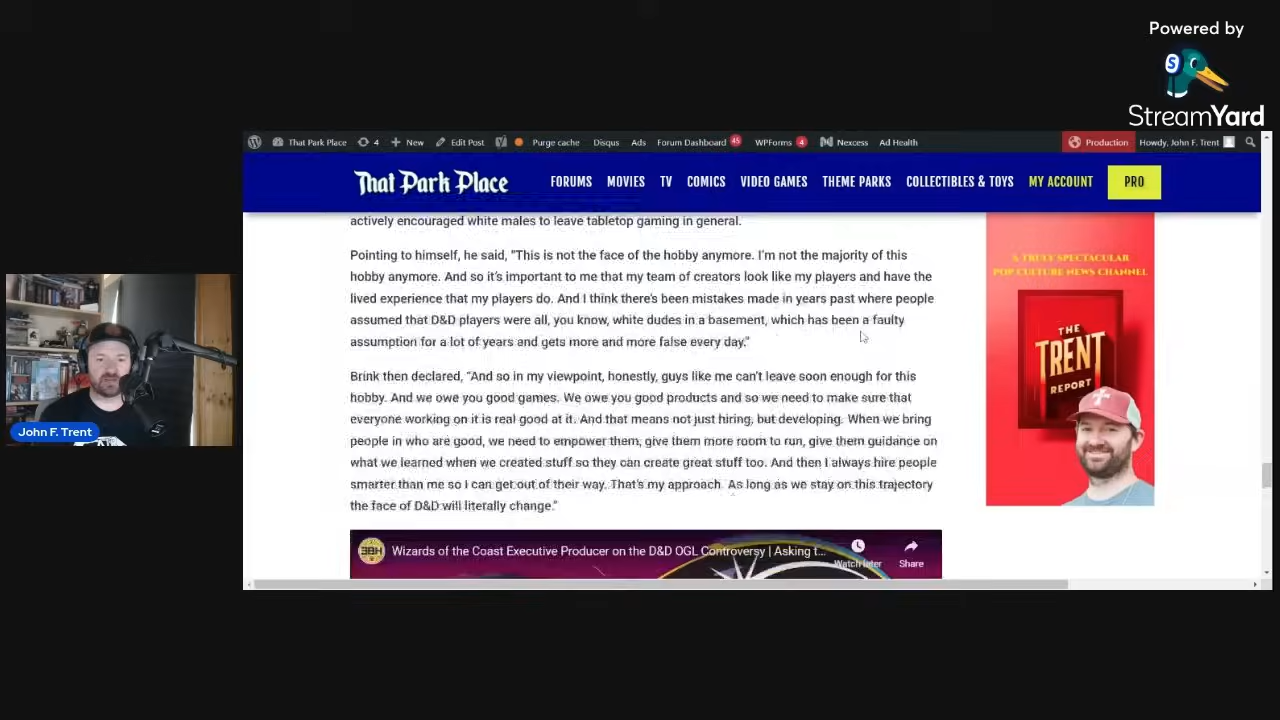 Powered by
S
StreamYard
That Park Place 4 New Edit Post Purge cache Disqus Ads Forum Dashboard 45 WPForms 4 Nexcess Ad Health Production Howdy, John F. Trent
That Park Place FORUMS MOVIES TV COMICS VIDEO GAMES THEME PARKS COLLECTIBLES & TOYS MY ACCOUNT PRO
actively encouraged white males to leave tabletop gaming in general.
Pointing to himself, he said, “This is not the face of the hobby anymore. I’m not the majority of this
hobby anymore. And so it’s important to me that my team of creators look like my players and have the
lived experience that my players do. And I think there’s been mistakes made in years past where people
assumed that D&D players were all, you know, white dudes in a basement, which has been a faulty
assumption for a lot of years and gets more and more false every day.”
Brink then declared, “And so in my viewpoint, honestly, guys like me can’t leave soon enough for this
hobby. And we owe you good games. We owe you good products and so we need to make sure that
everyone working on it is real good at it. And that means not just hiring, but developing. When we bring
people in who are good, we need to empower them, give them more room to run, give them guidance on
what we learned when we created stuff so they can create great stuff too. And then I always hire people
smarter than me so I can get out of their way. That’s my approach. As long as we stay on this trajectory
the face of D&D will literally change.”
A TRULY SPECTACULAR
POP CULTURE NEWS CHANNEL
THE
TRENT
REPORT
John F. Trent
3BH Wizards of the Coast Executive Producer on the D&D OGL Controversy | Asking t...
Watch later Share